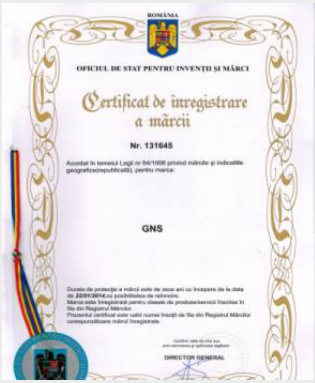 ROMÂNIA
OFICIUL DE STAT PENTRU INVENȚII ȘI MĂRCI
Certificat de înregistrare
a mărcii
Nr. 131645
Acordat în temeiul Legii nr 84/1998 privind mărcile și indicațiile
geografice(republicată), pentru marca:
GNS
Durata de protecție a mărcii este de zece ani cu începere de la data
de 22/01/2014,cu posibilitatea de reînnoire.
Marca este înregistrată pentru clasele de produse/servicii înscrise în
fila din Registrul Mărcilor.
Prezentul certificat este valid numai însoțit de fila din Registrul Mărcilor
corespunzătoare mărcii înregistrate.
DIRECTOR GENERAL